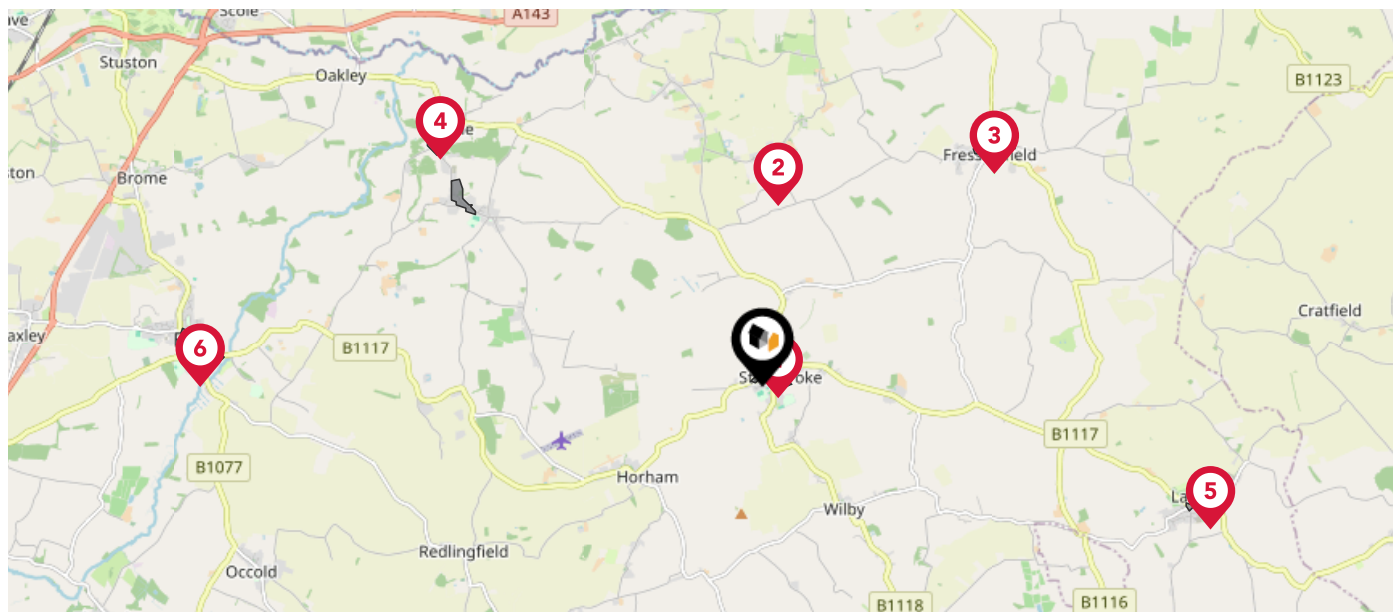 Scole
A143
Stuston
Oakley
B1123
4
3
2
Brome
Cratfield
B1117
6
B1117
B1077
Horham
5
Wilby
Redlingfield
Occold
B1118
B1116